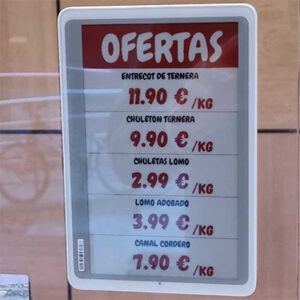 OFERTAS
ENTRECOT DE TERNERA
11.90 € /KG
CHULETON TERNERA
9.90 € /KG
CHULETAS LOMO
2.99 € /KG
LOMO ADOBADO
3.99 € /KG
CANAL CORDERO
7.90 € /KG